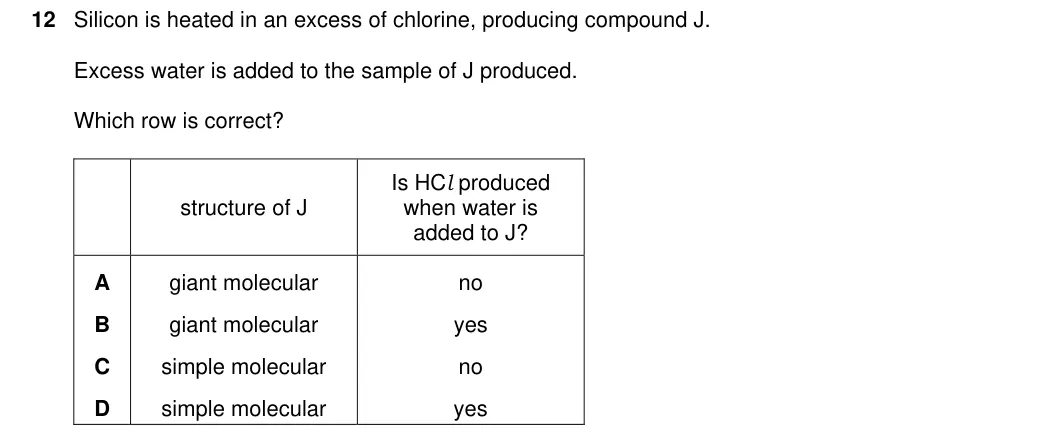 12 Silicon is heated in an excess of chlorine, producing compound J.
Excess water is added to the sample of J produced.
Which row is correct?
structure of J
Is HCl produced
when water is
added to J?
A giant molecular no
B giant molecular yes
C simple molecular no
D simple molecular yes